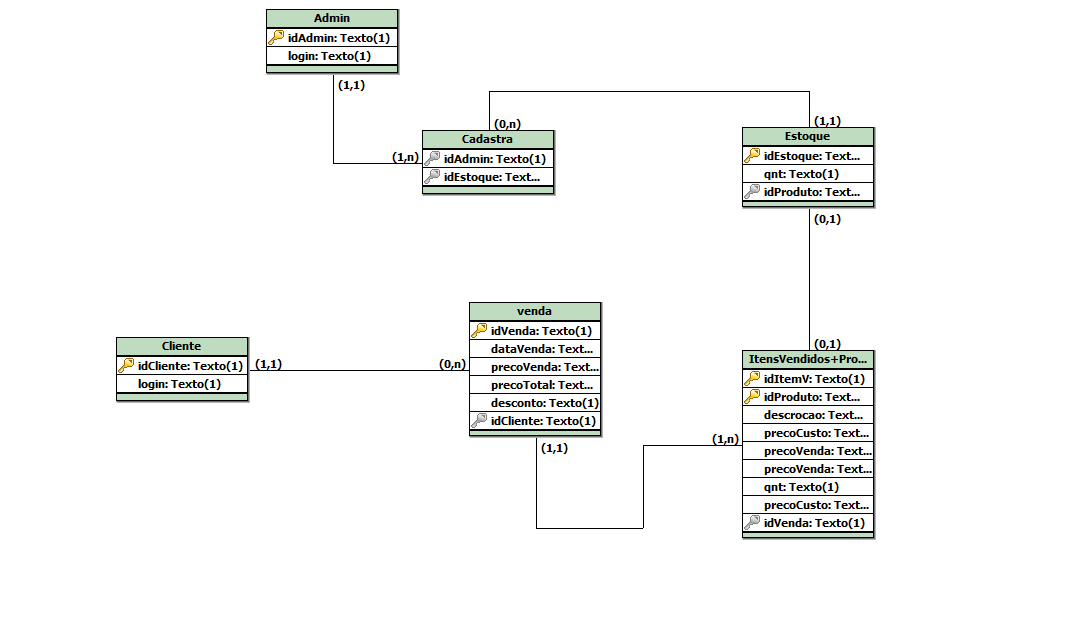 Admin
idAdmin: Texto(1)
login: Texto(1)
(1,1)
(0,n)
(1,n)
Cadastra
idAdmin: Texto(1)
idEstoque: Text...
(1,1)
Estoque
idEstoque: Text...
qnt: Texto(1)
idProduto: Text...
(0,1)
Cliente
idCliente: Texto(1)
login: Texto(1)
(1,1)
(0,n)
venda
idVenda: Texto(1)
dataVenda: Text...
precoVenda: Text...
precoTotal: Text...
desconto: Texto(1)
idCliente: Texto(1)
(1,1)
(1,n)
(0,1)
ItensVendidos+Pro...
idItemV: Texto(1)
idProduto: Text...
descrocao: Text...
precoCusto: Text...
precoVenda: Text...
precoVenda: Text...
qnt: Texto(1)
precoCusto: Text...
idVenda: Texto(1)